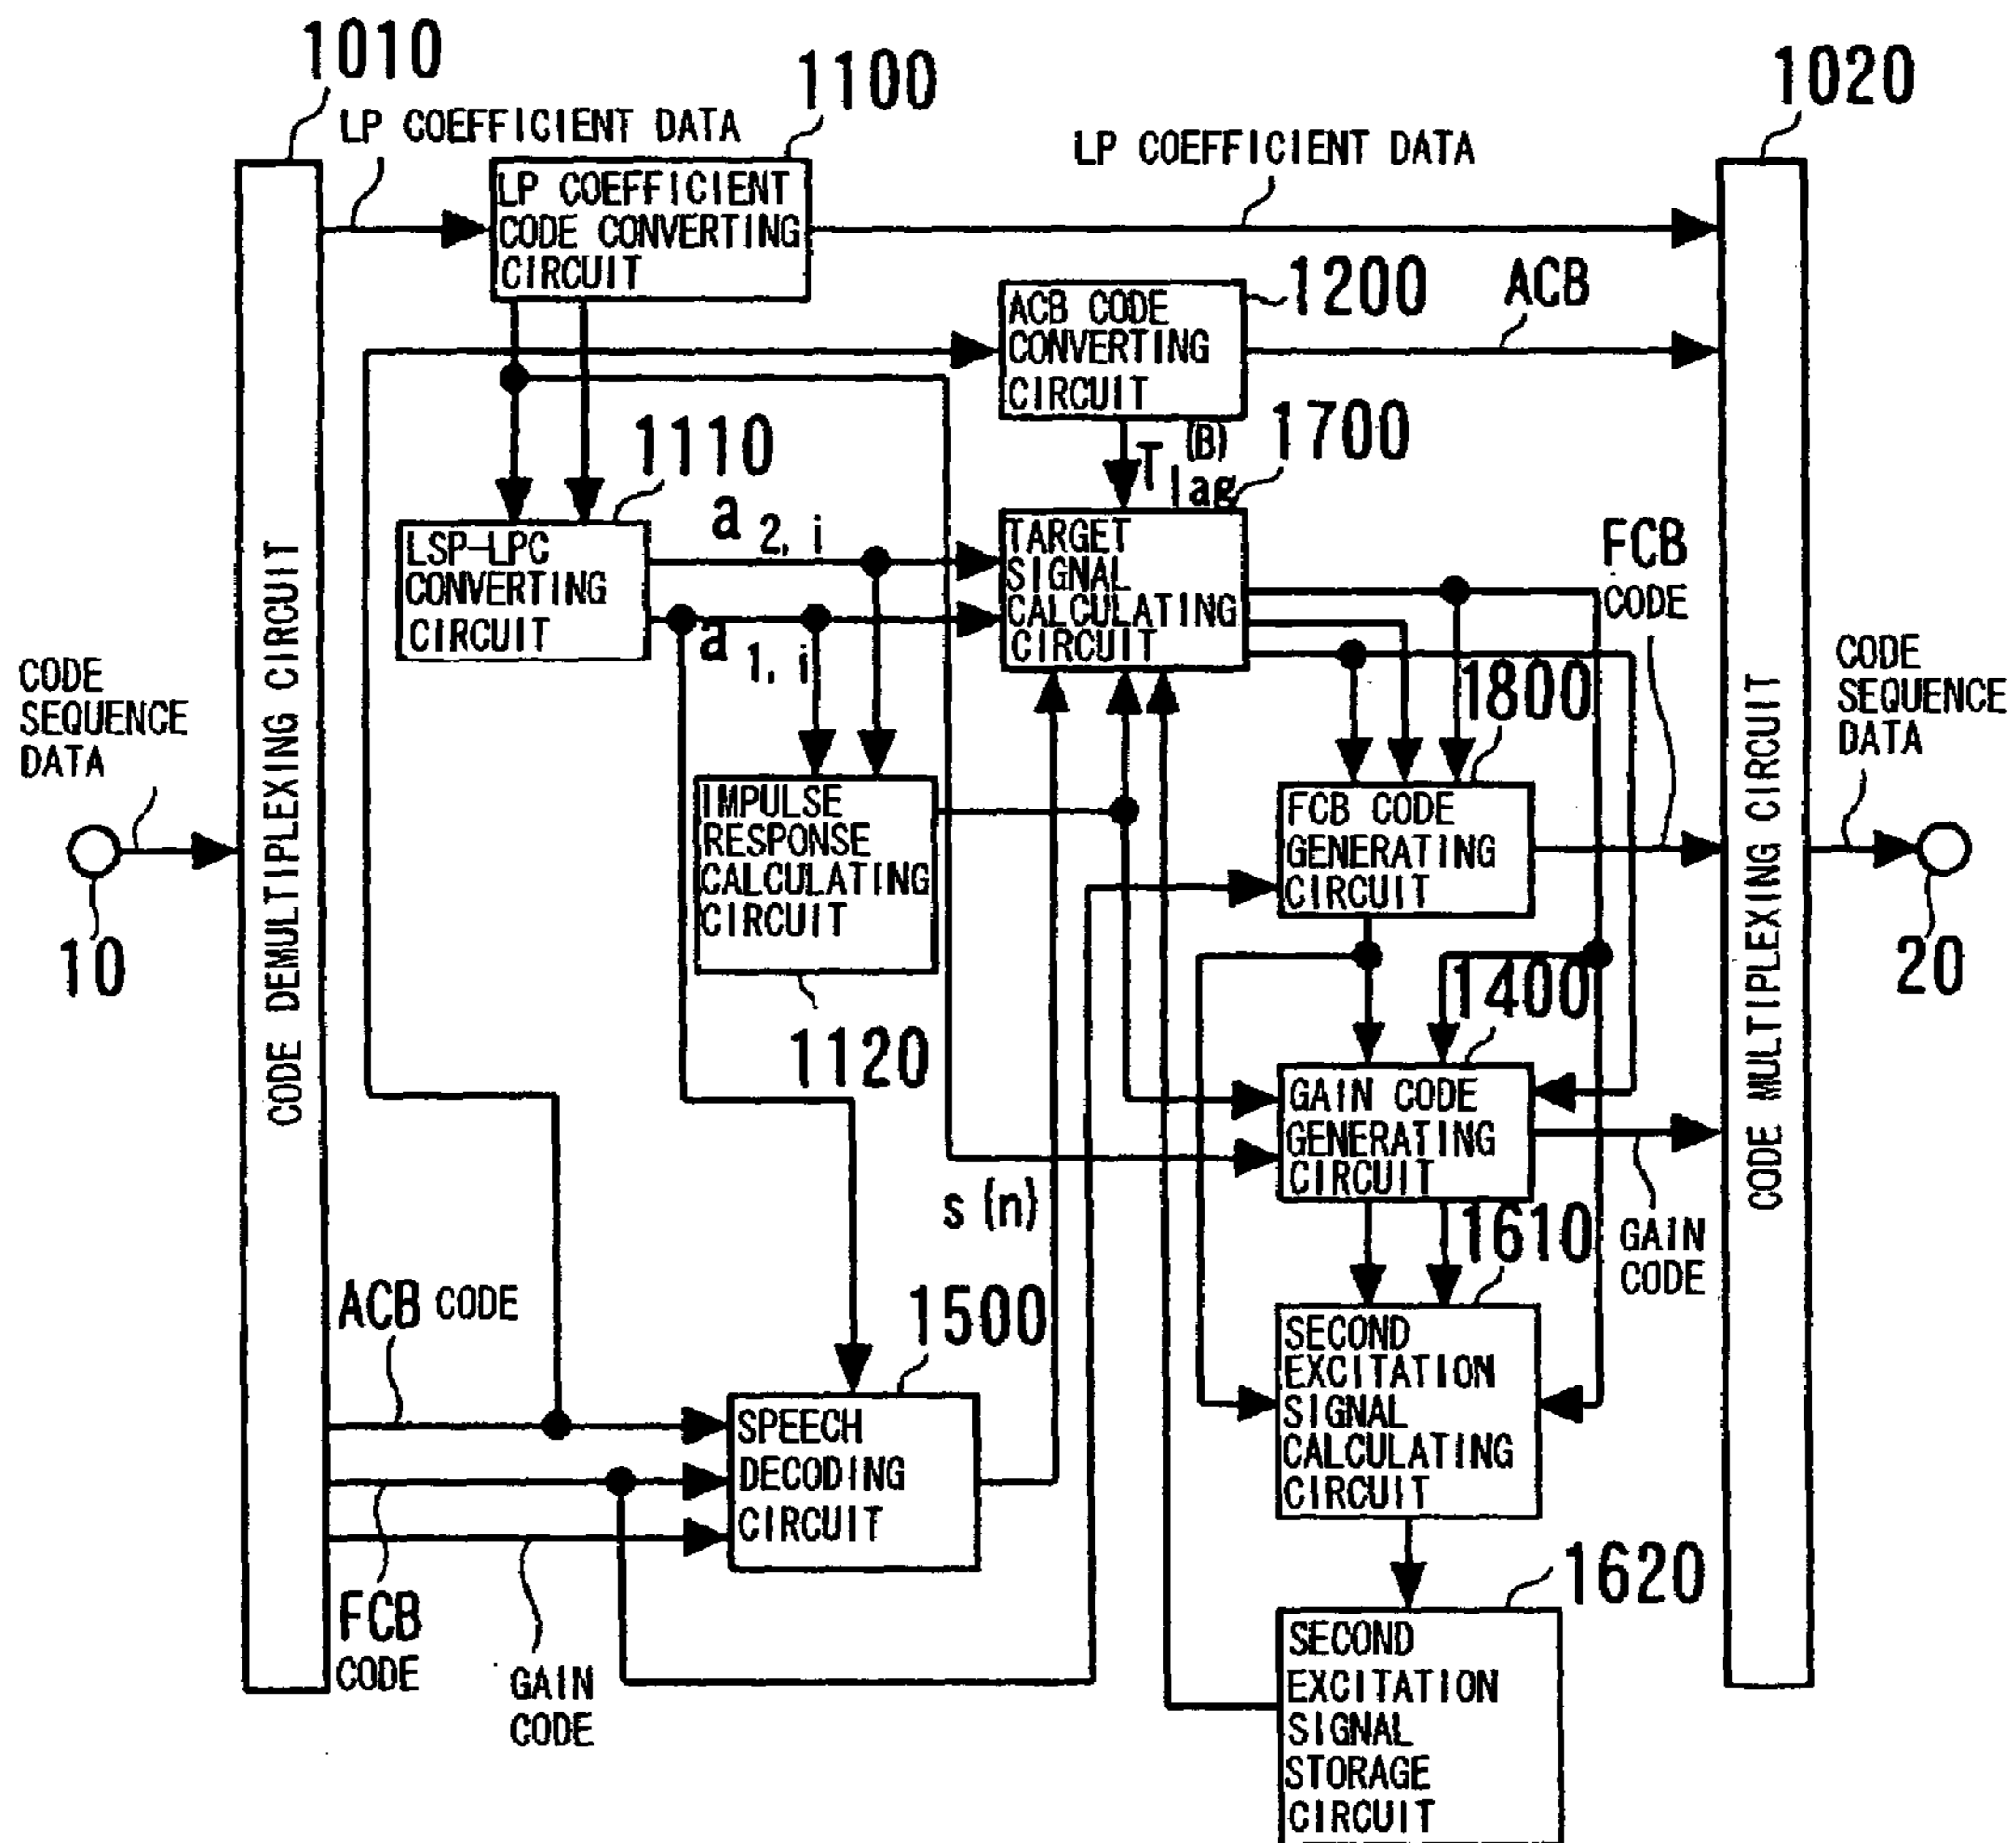 1010
1100
1020
LP COEFFICIENT DATA
LP COEFFICIENT DATA
LP COEFFICIENT
CODE CONVERTING
CIRCUIT
1200
ACB
ACB CODE
CONVERTING
CIRCUIT
1110
T lag (B)
1700
a 2, i
LSP-LPC
CONVERTING
CIRCUIT
a 1, i
TARGET
SIGNAL
CALCULATING
CIRCUIT
FCB
CODE
CODE
SEQUENCE
DATA
10
CODE DEMULTIPLEXING CIRCUIT
1800
IMPULSE
RESPONSE
CALCULATING
CIRCUIT
1120
FCB CODE
GENERATING
CIRCUIT
CODE
SEQUENCE
DATA
20
CODE MULTIPLEXING CIRCUIT
1400
GAIN CODE
GENERATING
CIRCUIT
s (n)
1610
GAIN
CODE
ACB CODE
1500
SPEECH
DECODING
CIRCUIT
SECOND
EXCITATION
SIGNAL
CALCULATING
CIRCUIT
FCB
CODE
GAIN
CODE
1620
SECOND
EXCITATION
SIGNAL
STORAGE
CIRCUIT